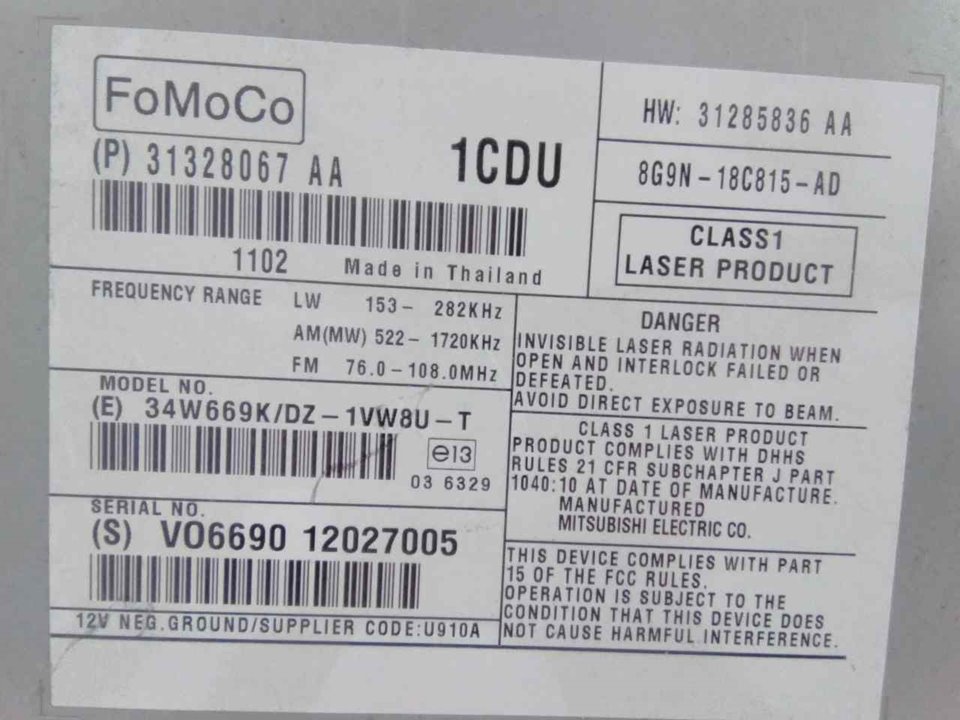 FoMoCo
(P) 31328067 AA
1CDU
1102
Made in Thailand
HW: 31285836 AA
8G9N-18C815-AD
CLASS1
LASER PRODUCT
FREQUENCY RANGE LW 153- 282KHz
AM(MW) 522- 1720KHz
FM 76.0-108.0MHz
MODEL NO.
(E) 34W669K/DZ-1VW8U-T
e13
03 6329
SERIAL NO.
(S) VO6690 12027005
12V NEG.GROUND/SUPPLIER CODE:U910A
DANGER
INVISIBLE LASER RADIATION WHEN
OPEN AND INTERLOCK FAILED OR
DEFEATED.
AVOID DIRECT EXPOSURE TO BEAM.
CLASS 1 LASER PRODUCT
PRODUCT COMPLIES WITH DHHS
RULES 21 CFR SUBCHAPTER J PART
1040:10 AT DATE OF MANUFACTURE.
MANUFACTURED
MITSUBISHI ELECTRIC CO.
THIS DEVICE COMPLIES WITH PART
15 OF THE FCC RULES.
OPERATION IS SUBJECT TO THE
CONDITION THAT THIS DEVICE DOES
NOT CAUSE HARMFUL INTERFERENCE.